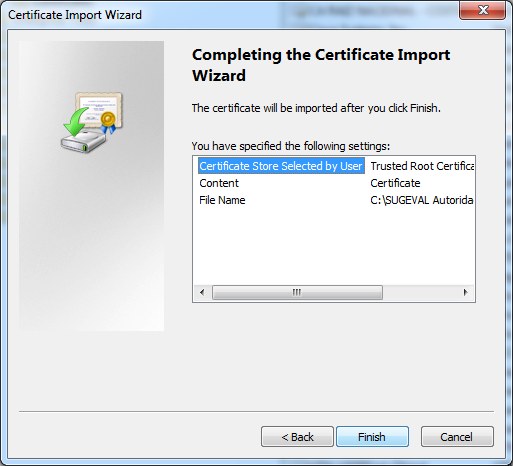 Certificate Import Wizard
Completing the Certificate Import
Wizard
The certificate will be imported after you click Finish.
You have specified the following settings:
Certificate Store Selected by User Trusted Root Certifica
Content Certificate
File Name C:\SUGEVAL Autorida
< Back Finish Cancel